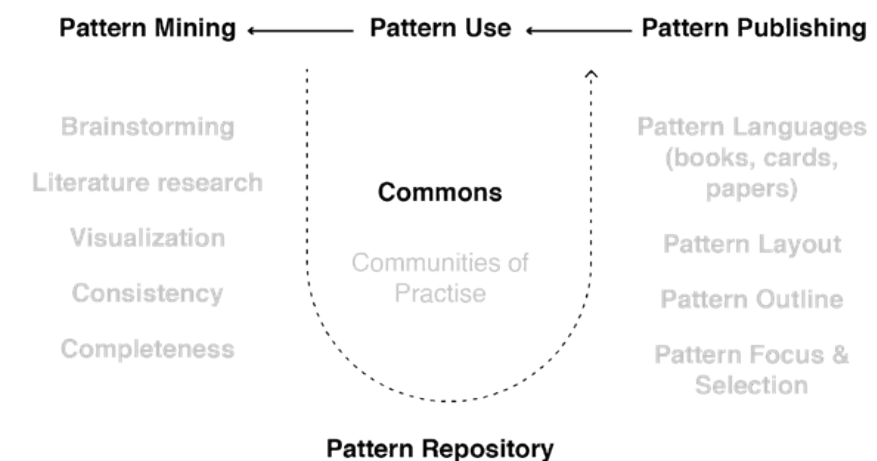 Pattern Mining
Pattern Use
Pattern Publishing
Brainstorming
Literature research
Visualization
Consistency
Completeness
Commons
Communities of
Practise
Pattern Languages
(books, cards,
papers)
Pattern Layout
Pattern Outline
Pattern Focus &
Selection
Pattern Repository